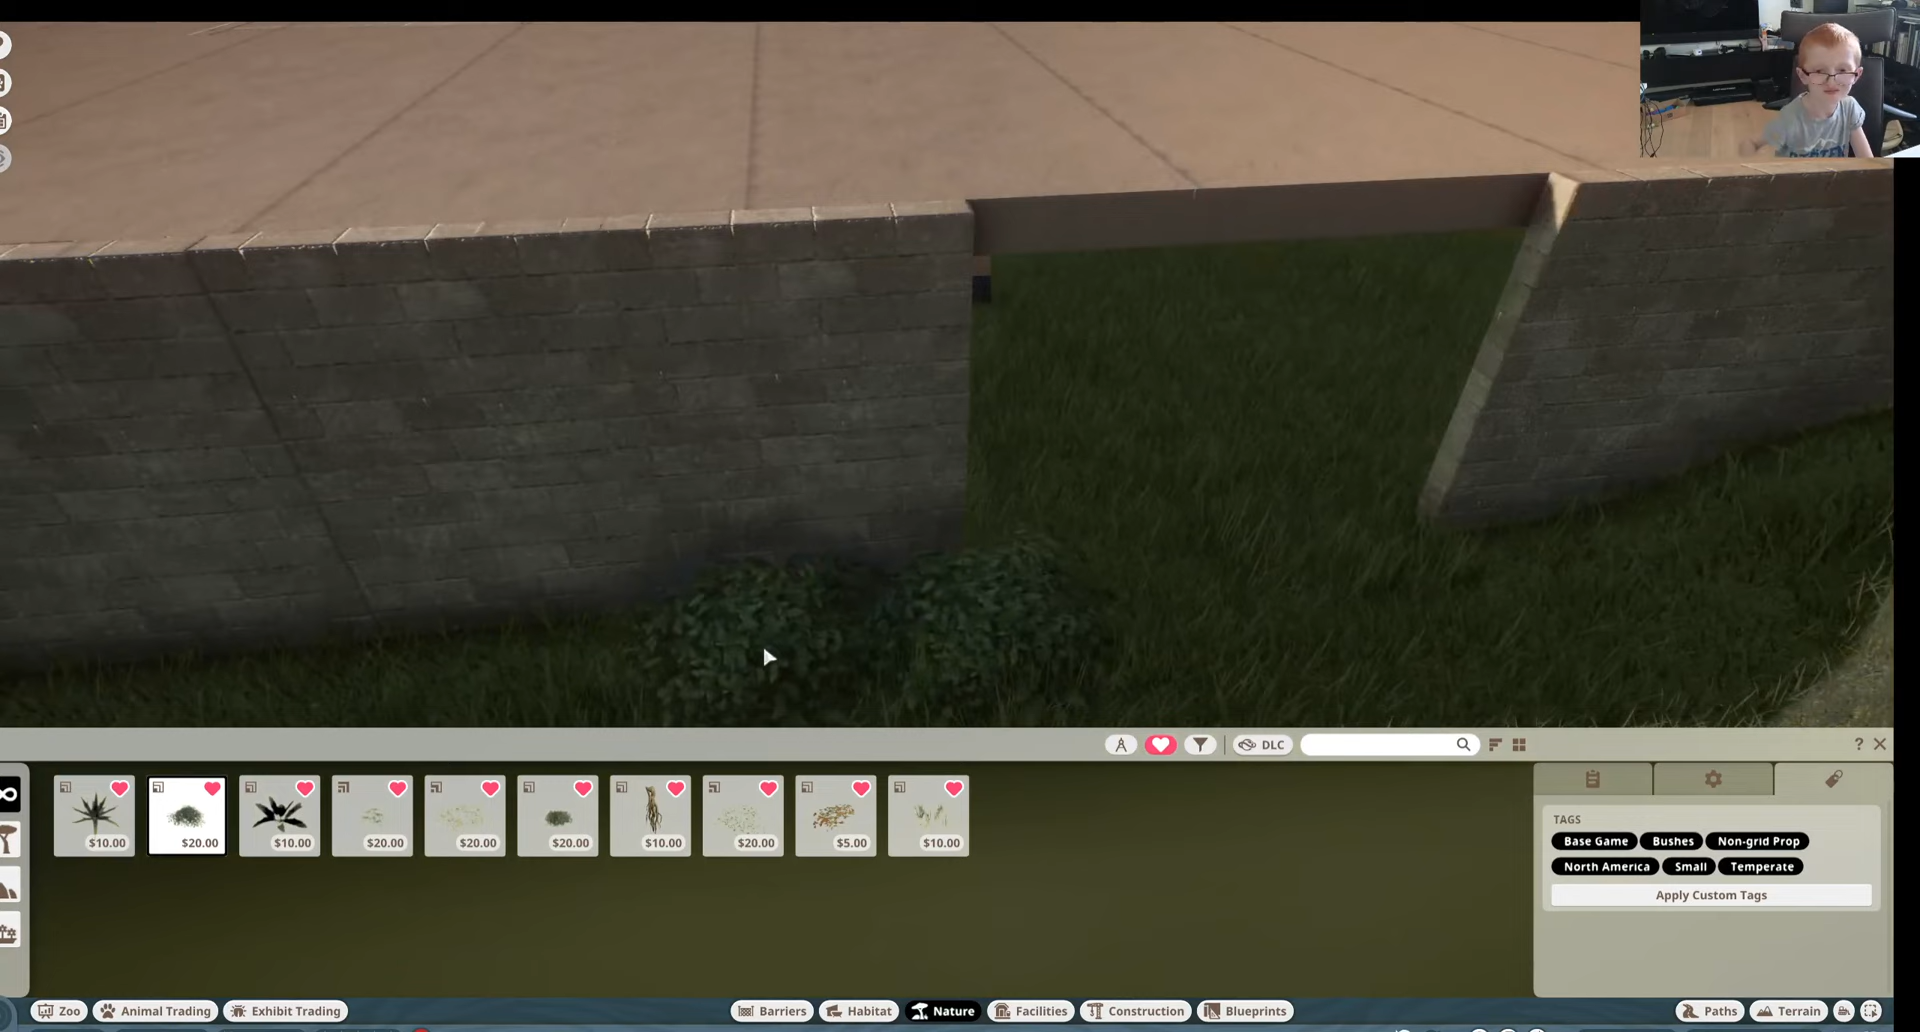 DLC
?
$10.00 $20.00 $10.00 $20.00 $20.00 $20.00 $10.00 $20.00 $5.00 $10.00
TAGS
Base Game Bushes Non-grid Prop
North America Small Temperate
Apply Custom Tags
Zoo Animal Trading Exhibit Trading Barriers Habitat Nature Facilities Construction Blueprints Paths Terrain